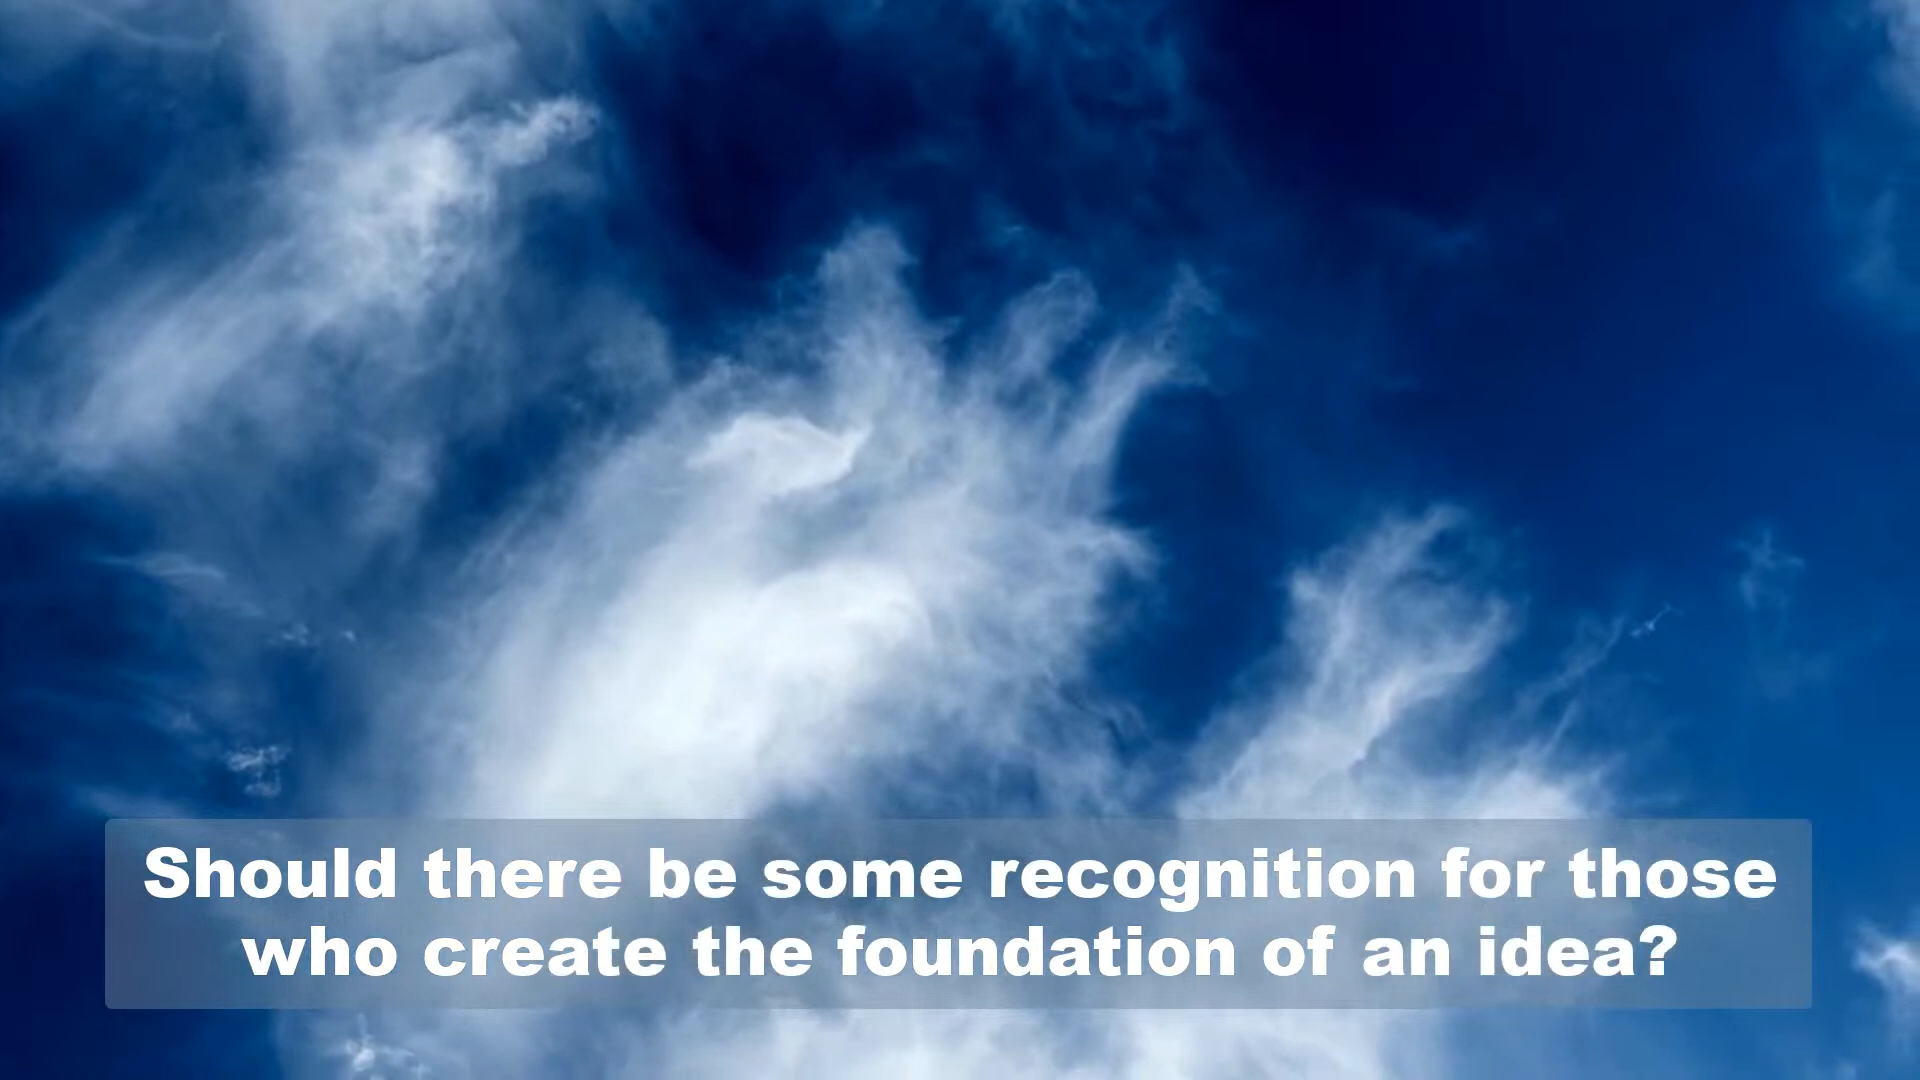 Should there be some recognition for those
who create the foundation of an idea?